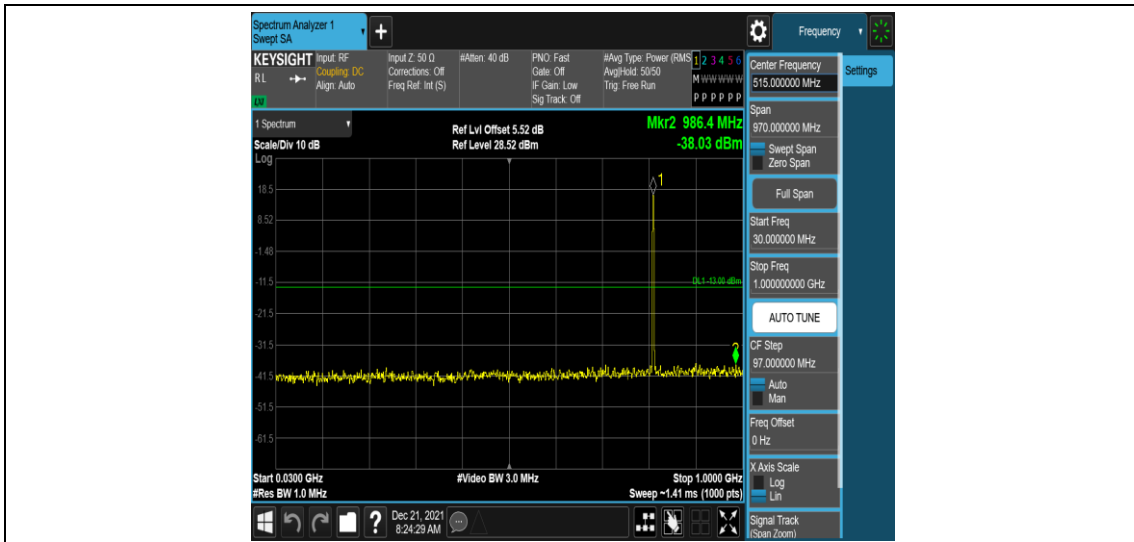 Spectrum Analyzer 1
Swept SA
+
Frequency
KEYSIGHT
RL
LXI
Input: RF
Coupling: DC
Align: Auto
Input Z: 50 Ω
Corrections: Off
Freq Ref: Int (S)
#Atten: 40 dB
PNO: Fast
Gate: Off
IF Gain: Low
Sig Track: Off
#Avg Type: Power (RMS
Avg|Hold: 50/50
Trig: Free Run
1 2 3 4 5 6
M W W W W W
P P P P P P
1 Spectrum
Scale/Div 10 dB
Log
Ref Lvl Offset 5.52 dB
Ref Level 28.52 dBm
Mkr2 986.4 MHz
-38.03 dBm
1
18.5
8.52
-1.48
-11.5
DL1 -13.00 dBm
-21.5
-31.5
2
-41.5
-51.5
-61.5
Start 0.0300 GHz
#Video BW 3.0 MHz
Stop 1.0000 GHz
#Res BW 1.0 MHz
Sweep ~1.41 ms (1000 pts)
?
Dec 21, 2021
8:24:29 AM
Center Frequency
515.000000 MHz
Settings
Span
970.000000 MHz
Swept Span
Zero Span
Full Span
Start Freq
30.000000 MHz
Stop Freq
1.000000000 GHz
AUTO TUNE
CF Step
97.000000 MHz
Auto
Man
Freq Offset
0 Hz
X Axis Scale
Log
Lin
Signal Track
(Span Zoom)